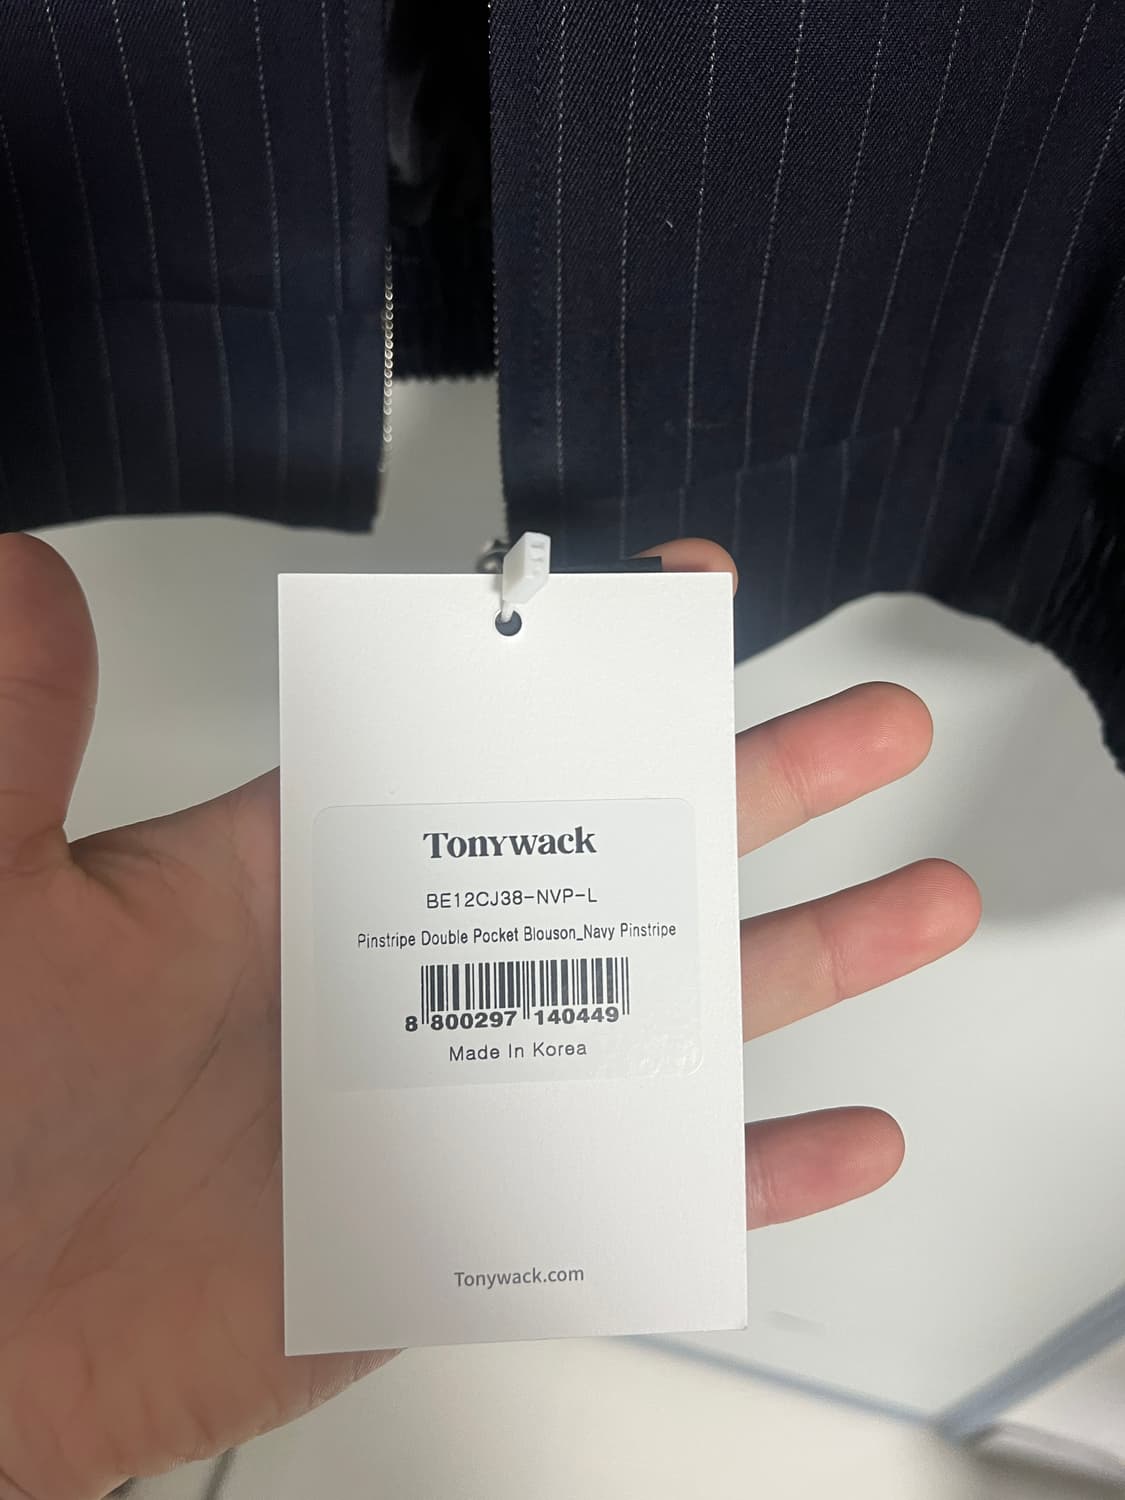 Tonywack
BE12CJ38-NVP-L
Pinstripe Double Pocket Blouson_Navy Pinstripe
8 800297 140449
Made In Korea
Tonywack.com